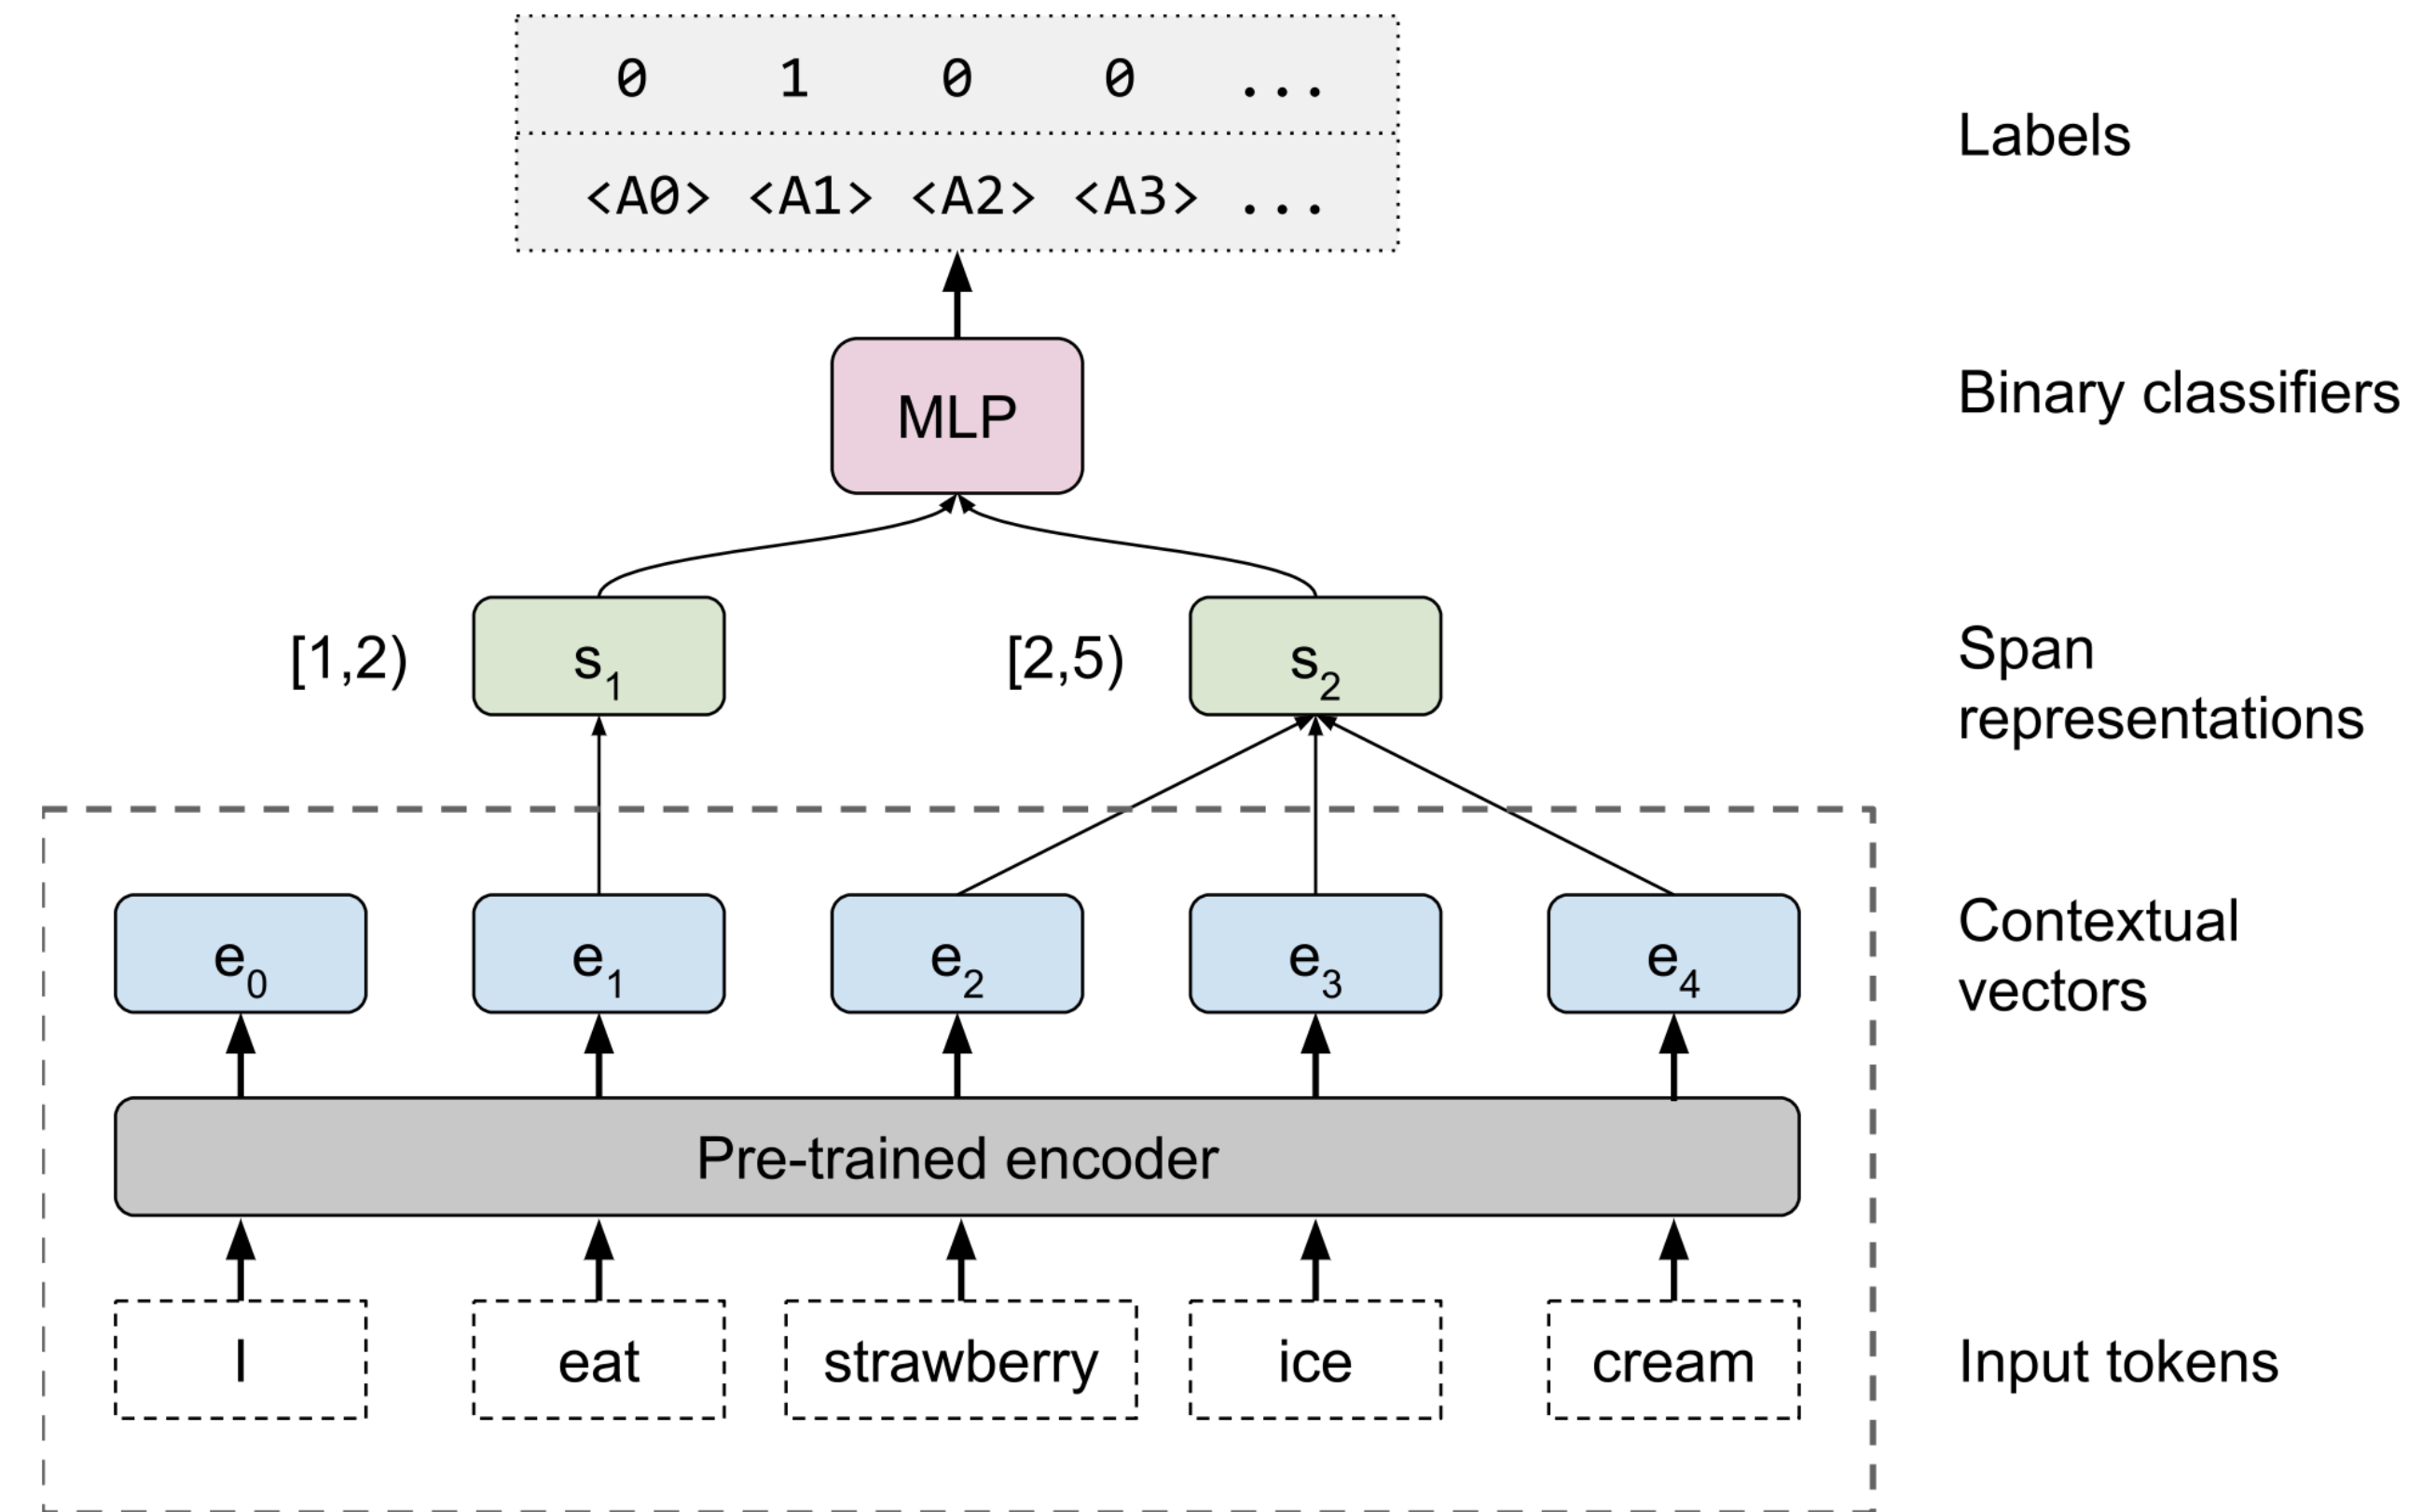 0 1 0 0 ...
<A0> <A1> <A2> <A3> ...
Labels
MLP
Binary classifiers
[1,2) s1 [2,5) s2
Span
representations
e0 e1 e2 e3 e4
Contextual
vectors
Pre-trained encoder
I eat strawberry ice cream
Input tokens